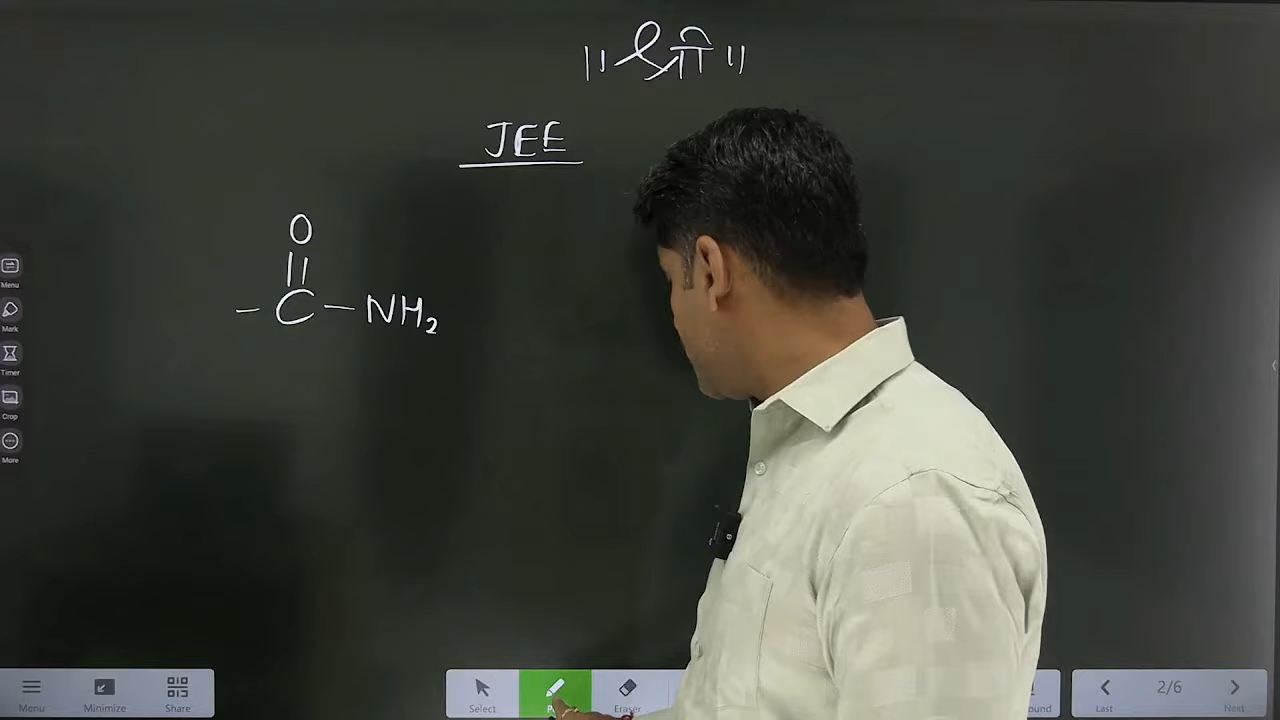 ॥ श्री ॥
JEE
O
- C - NH₂
Menu
Mark
Timer
Crop
More
Menu
Minimize
Share
Select
Eraser
Last
2/6
Next